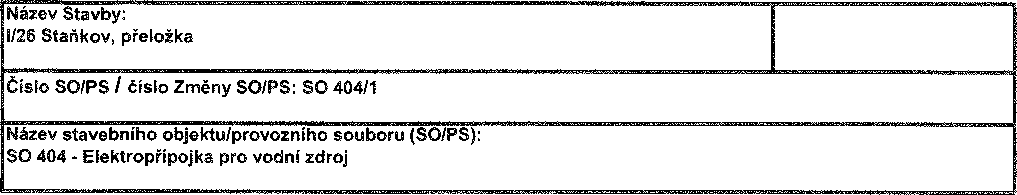 Název Stavby:
I/26 Staňkov, přeložka
Číslo SO/PS / číslo Změny SO/PS: SO 404/1
Název stavebního objektu/provozního souboru (SO/PS):
SO 404 - Elektropřípojka pro vodní zdroj